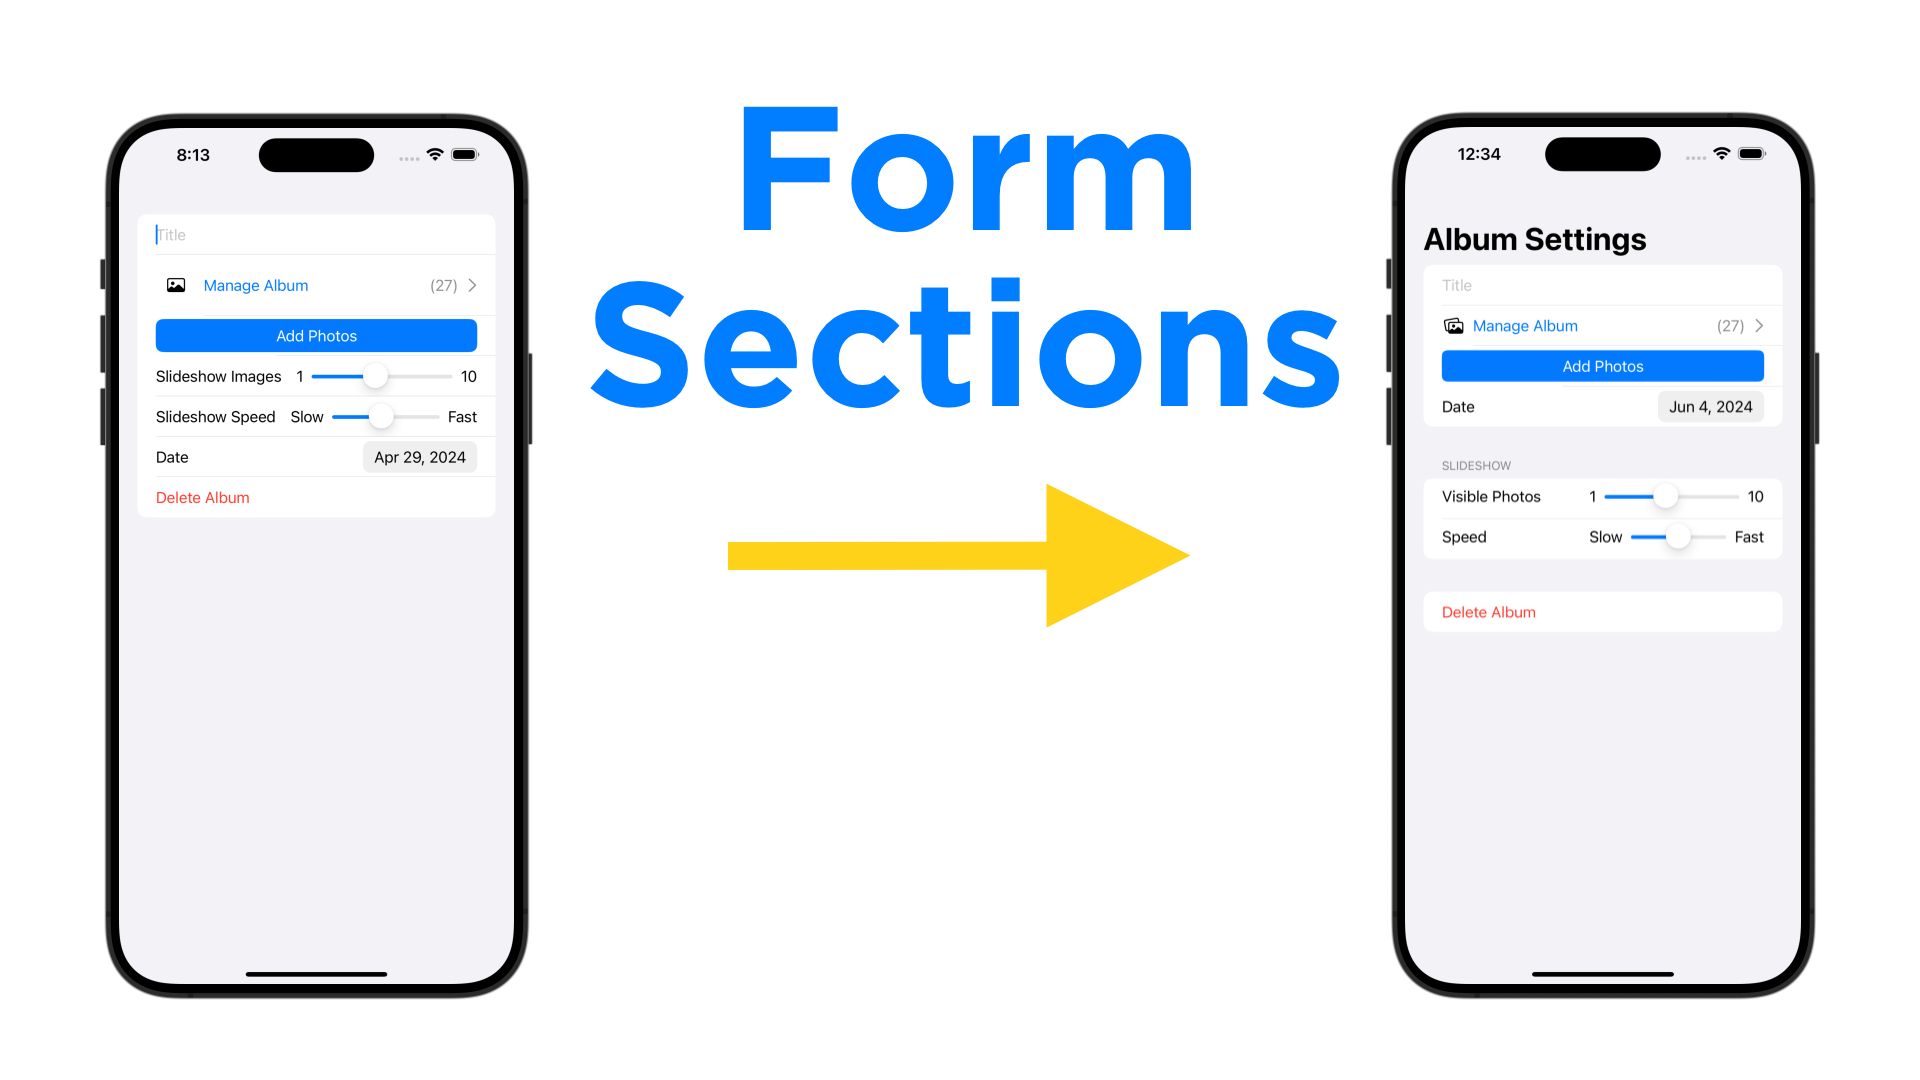 Form
Sections
8:13
Title
Manage Album (27)
Add Photos
Slideshow Images 1 10
Slideshow Speed Slow Fast
Date Apr 29, 2024
Delete Album
12:34
Album Settings
Title
Manage Album (27)
Add Photos
Date Jun 4, 2024
SLIDESHOW
Visible Photos 1 10
Speed Slow Fast
Delete Album